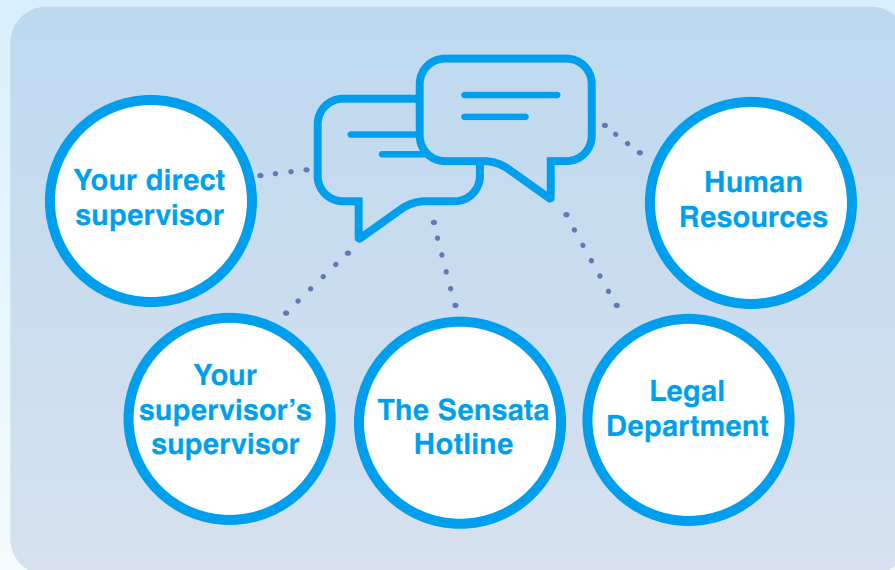 Your direct
supervisor
Human
Resources
Your
supervisor’s
supervisor
The Sensata
Hotline
Legal
Department